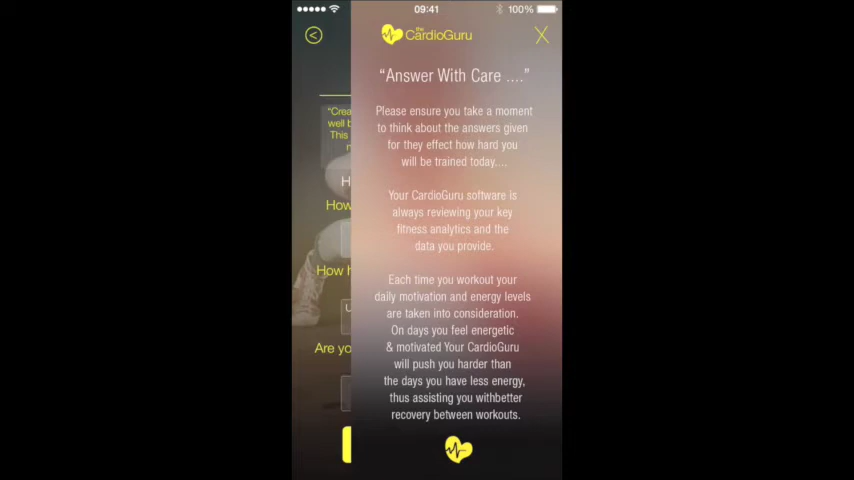 09:41
100%
the
CardioGuru
“Answer With Care ....”
Please ensure you take a moment
to think about the answers given
for they effect how hard you
will be trained today....
Your CardioGuru software is
always reviewing your key
fitness analytics and the
data you provide.
Each time you workout your
daily motivation and energy levels
are taken into consideration.
On days you feel energetic
& motivated Your CardioGuru
will push you harder than
the days you have less energy,
thus assisting you withbetter
recovery between workouts.
“Crea
well b
This
H
How
How h
U
Are yo